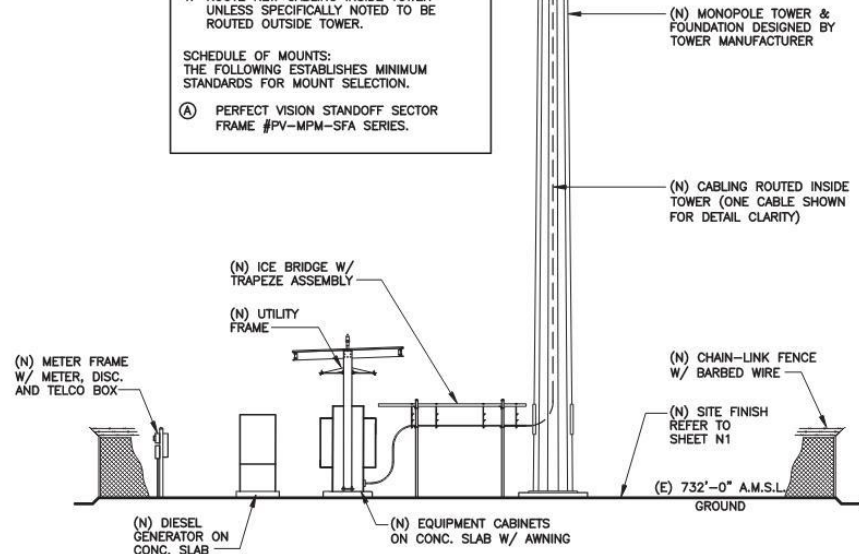 UNLESS SPECIFICALLY NOTED TO BE
ROUTED OUTSIDE TOWER.
SCHEDULE OF MOUNTS:
THE FOLLOWING ESTABLISHES MINIMUM
STANDARDS FOR MOUNT SELECTION.
A PERFECT VISION STANDOFF SECTOR
FRAME #PV-MPM-SFA SERIES.
(N) MONOPOLE TOWER &
FOUNDATION DESIGNED BY
TOWER MANUFACTURER
(N) CABLING ROUTED INSIDE
TOWER (ONE CABLE SHOWN
FOR DETAIL CLARITY)
(N) ICE BRIDGE W/
TRAPEZE ASSEMBLY
(N) UTILITY
FRAME
(N) METER FRAME
W/ METER, DISC.
AND TELCO BOX
(N) CHAIN-LINK FENCE
W/ BARBED WIRE
(N) SITE FINISH
REFER TO
SHEET N1
(E) 732'-0" A.M.S.L.
GROUND
(N) DIESEL
GENERATOR ON
CONC. SLAB
(N) EQUIPMENT CABINETS
ON CONC. SLAB W/ AWNING